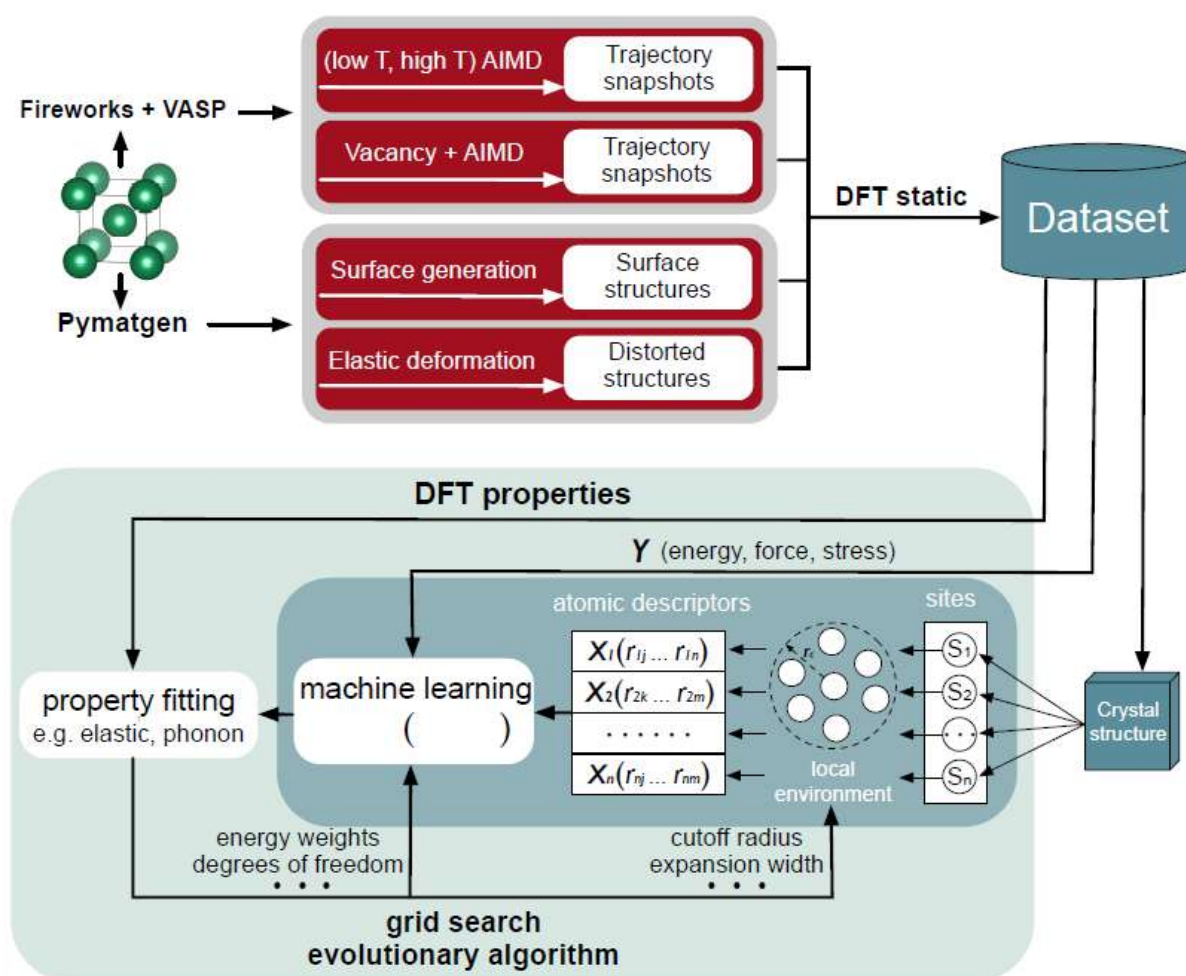 (low T, high T) AIMD
Trajectory
snapshots
Fireworks + VASP
Vacancy + AIMD
Trajectory
snapshots
DFT static
Dataset
Surface generation
Surface
structures
Pymatgen
Elastic deformation
Distorted
structures
DFT properties
Y (energy, force, stress)
atomic descriptors
sites
X1(r1j ... r1n)
rc
S1
machine learning
( )
property fitting
e.g. elastic, phonon
X2(r2k ... r2m)
S2
Crystal
structure
. . . . . .
. . .
Xn(rnj ... rnm)
Sn
local
environment
energy weights
degrees of freedom
. . .
cutoff radius
expansion width
. . .
grid search
evolutionary algorithm